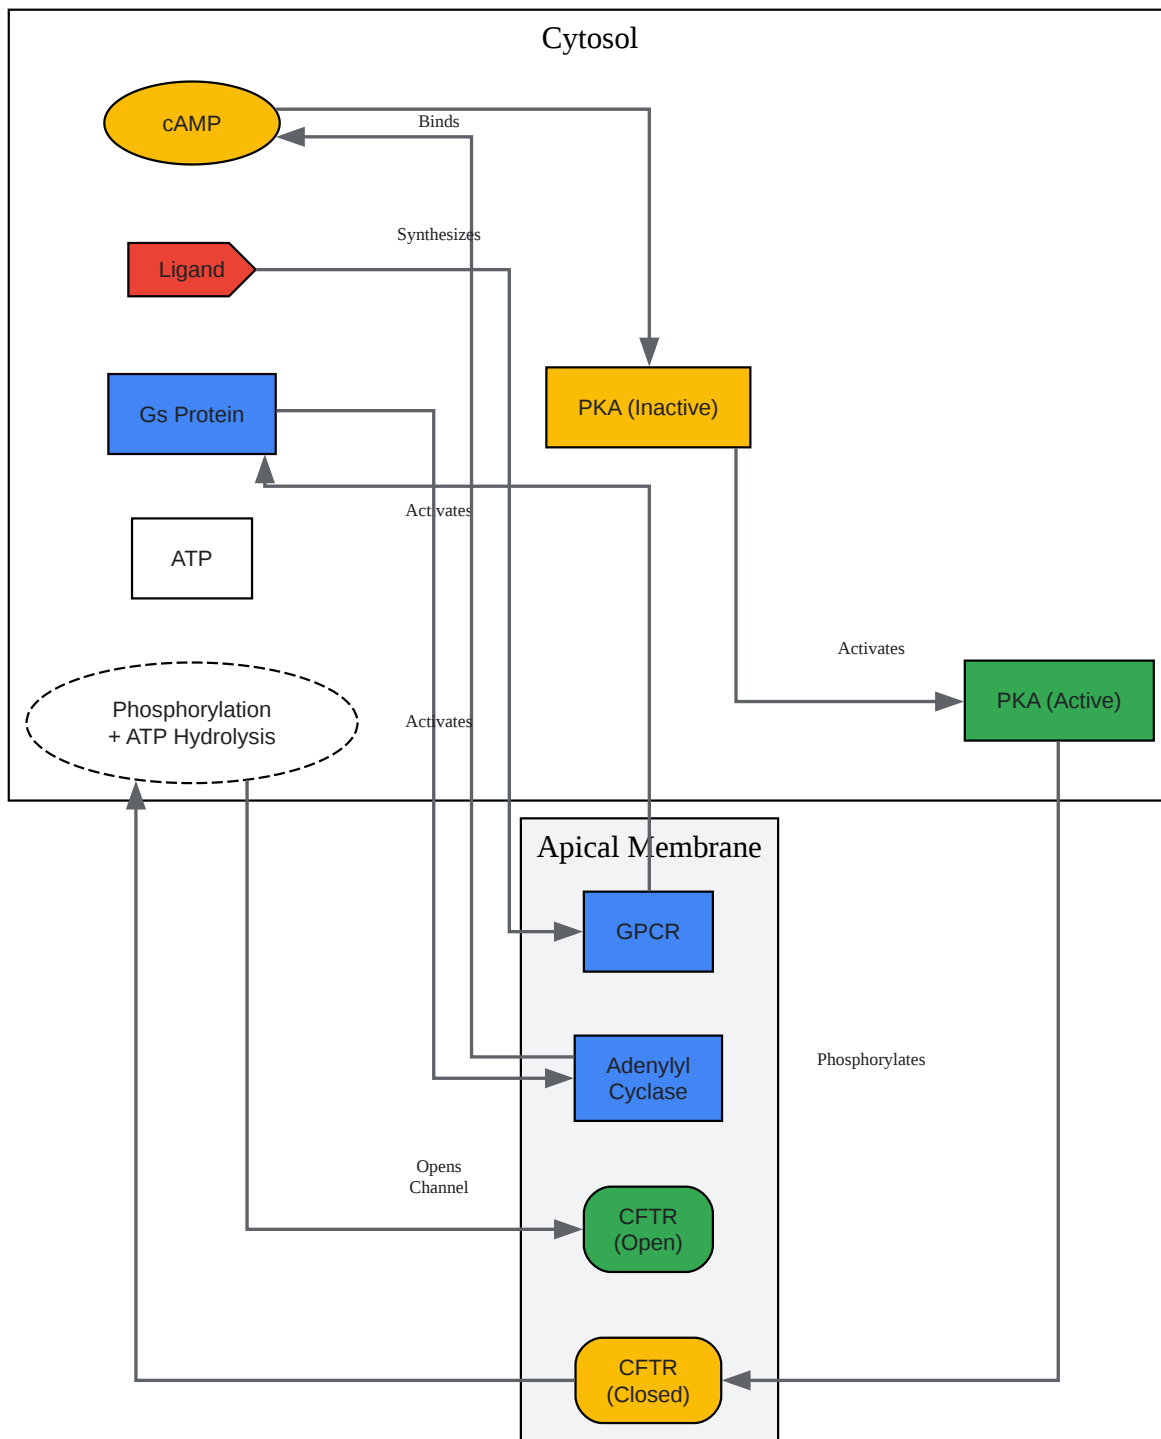 Cytosol
cAMP
Binds
Synthesizes
Ligand
PKA (Inactive)
Gs Protein
Activates
ATP
Activates
PKA (Active)
Phosphorylation
+ ATP Hydrolysis
Activates
Apical Membrane
GPCR
Adenylyl
Cyclase
Phosphorylates
Opens
Channel
CFTR
(Open)
CFTR
(Closed)